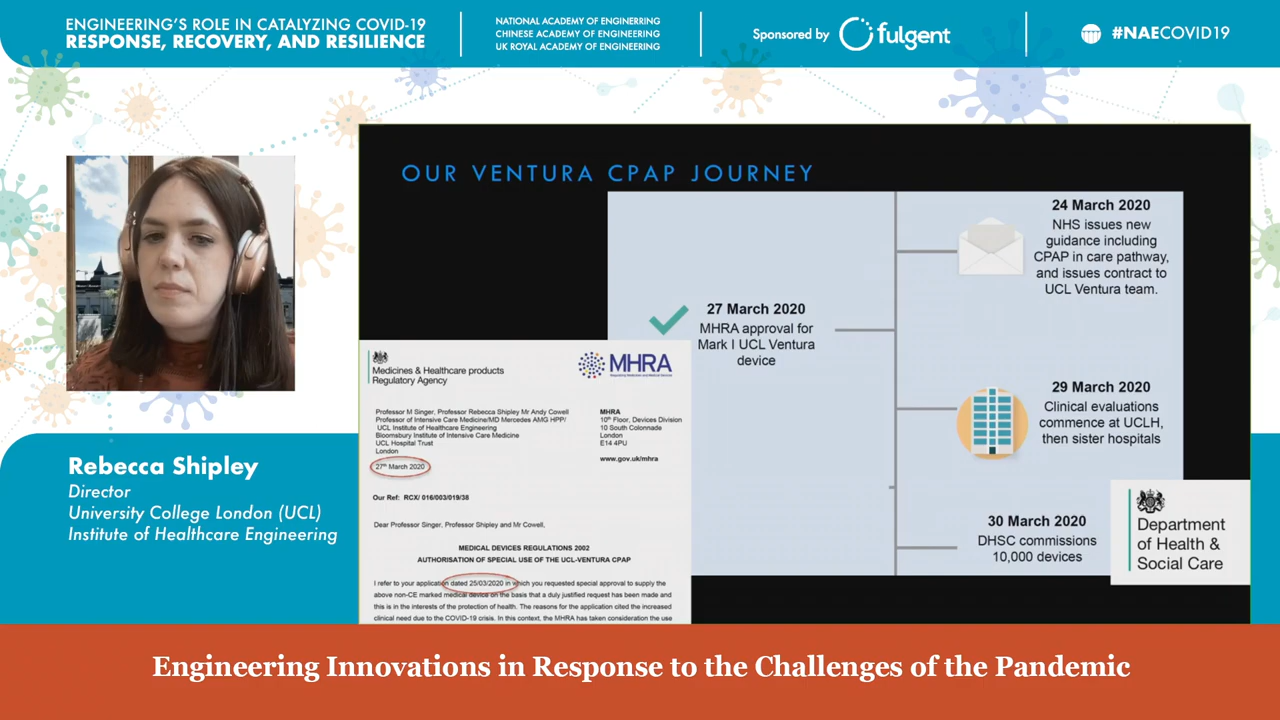 ENGINEERING'S ROLE IN CATALYZING COVID-19
RESPONSE, RECOVERY, AND RESILIENCE
NATIONAL ACADEMY OF ENGINERRING
CHINESE ACADEMY OF ENGINEERING
UK ROYAL ACADEMY OF ENGINEERING
Sponsored by fulgent
#NAECOVID19
OUR VENTURA CPAP JOURNEY
24 March 2020
NHS issues new
guidance including
CPAP in care pathway,
and issues contract to
UCL Ventura team.
27 March 2020
MHRA approval for
Mark I UCL Ventura
device
29 March 2020
Clinical evaluations
commence at UCLH,
then sister hospitals
30 March 2020
DHSC commissions
10,000 devices
Department
of Health &
Social Care
Medicines & Healthcare products
Regulatory Agency
MHRA
Professor M Singer, Professor Rebecca Shipley Mr Andy Cowell
Professor of Intensive Care Medicine/MD Mercedes AMG HPP/
UCL Institute of Healthcare Engineering
Bloomsbury Institute of Intensive Care Medicine
UCL Hospital Trust
London
27th March 2020
MHRA
10th Floor, Devices Division
10 South Colonnade
London
E14 4PU
www.gov.uk/mhra
Our Ref: RCX/ 016/003/019/38
Dear Professor Singer, Professor Shipley and Mr Cowell,
MEDICAL DEVICES REGULATIONS 2002
AUTHORISATION OF SPECIAL USE OF THE UCL-VENTURA CPAP
I refer to your application dated 25/03/2020 in which you requested special approval to supply the
above non-CE marked medical device on the basis that a duly justified request has been made and
this is in the interests of the protection of health. The reasons for the application cited the increased
clinical need due to the COVID-19 crisis. In this context, the MHRA has taken consideration the use
Rebecca Shipley
Director
University College London (UCL)
Institute of Healthcare Engineering
Engineering Innovations in Response to the Challenges of the Pandemic